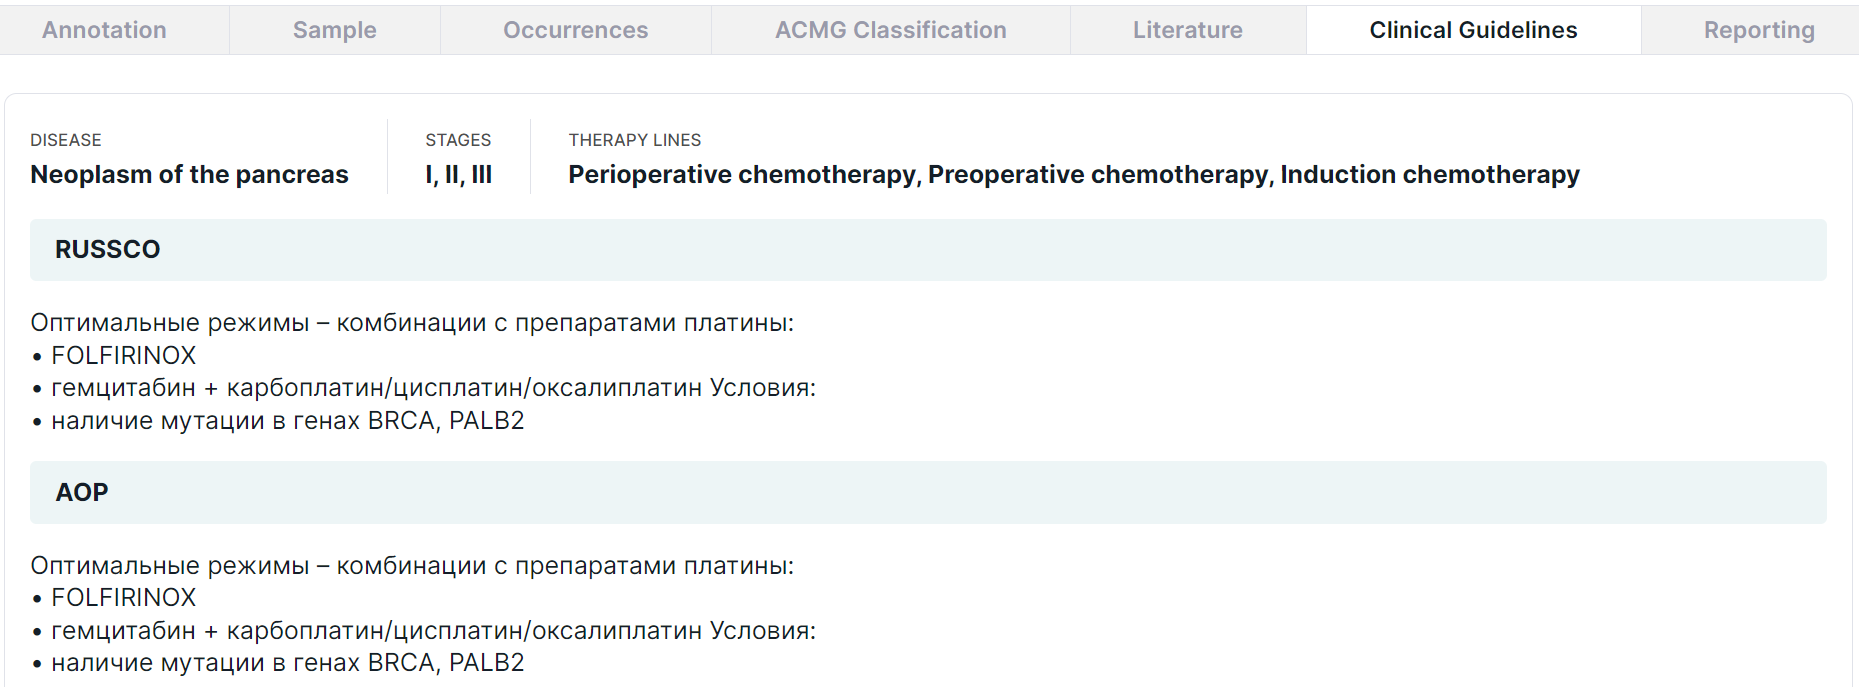 Annotation Sample Occurrences ACMG Classification Literature Clinical Guidelines Reporting
DISEASE STAGES THERAPY LINES
Neoplasm of the pancreas I, II, III Perioperative chemotherapy, Preoperative chemotherapy, Induction chemotherapy
RUSSCO
Оптимальные режимы – комбинации с препаратами платины:
• FOLFIRINOX
• гемцитабин + карбоплатин/цисплатин/оксалиплатин Условия:
• наличие мутации в генах BRCA, PALB2
АОР
Оптимальные режимы – комбинации с препаратами платины:
• FOLFIRINOX
• гемцитабин + карбоплатин/цисплатин/оксалиплатин Условия:
• наличие мутации в генах BRCA, PALB2